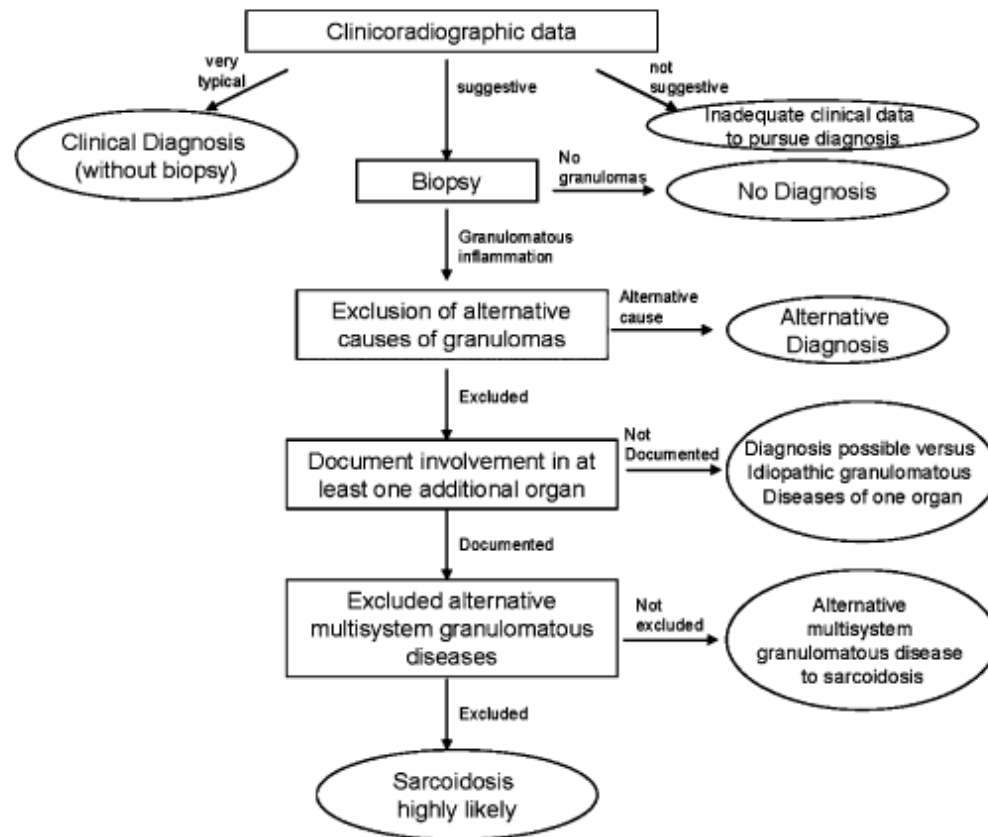 Clinicoradiographic data
very
typical
suggestive
not
suggestive
Clinical Diagnosis
(without biopsy)
Inadequate clinical data
to pursue diagnosis
Biopsy
No
granulomas
No Diagnosis
Granulomatous
inflammation
Exclusion of alternative
causes of granulomas
Alternative
cause
Alternative
Diagnosis
Excluded
Document involvement in at
least one additional organ
Not
Documented
Diagnosis possible versus
Idiopathic granulomatous
Diseases of one organ
Documented
Excluded alternative
multisystem granulomatous
diseases
Not
excluded
Alternative
multisystem
granulomatous disease
to sarcoidosis
Excluded
Sarcoidosis
highly likely